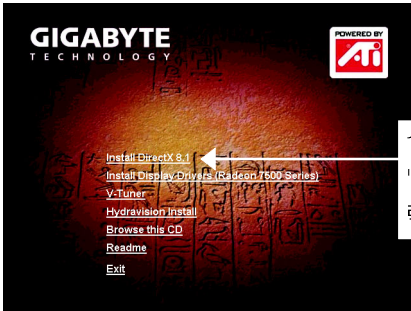 GIGABYTE
TECHNOLOGY
POWERED BY
ATI
Install DirectX 8.1
Install Display Drivers (Radeon 7500 Series)
V-Tuner
Hydravision Install
Browse this CD
Readme
Exit